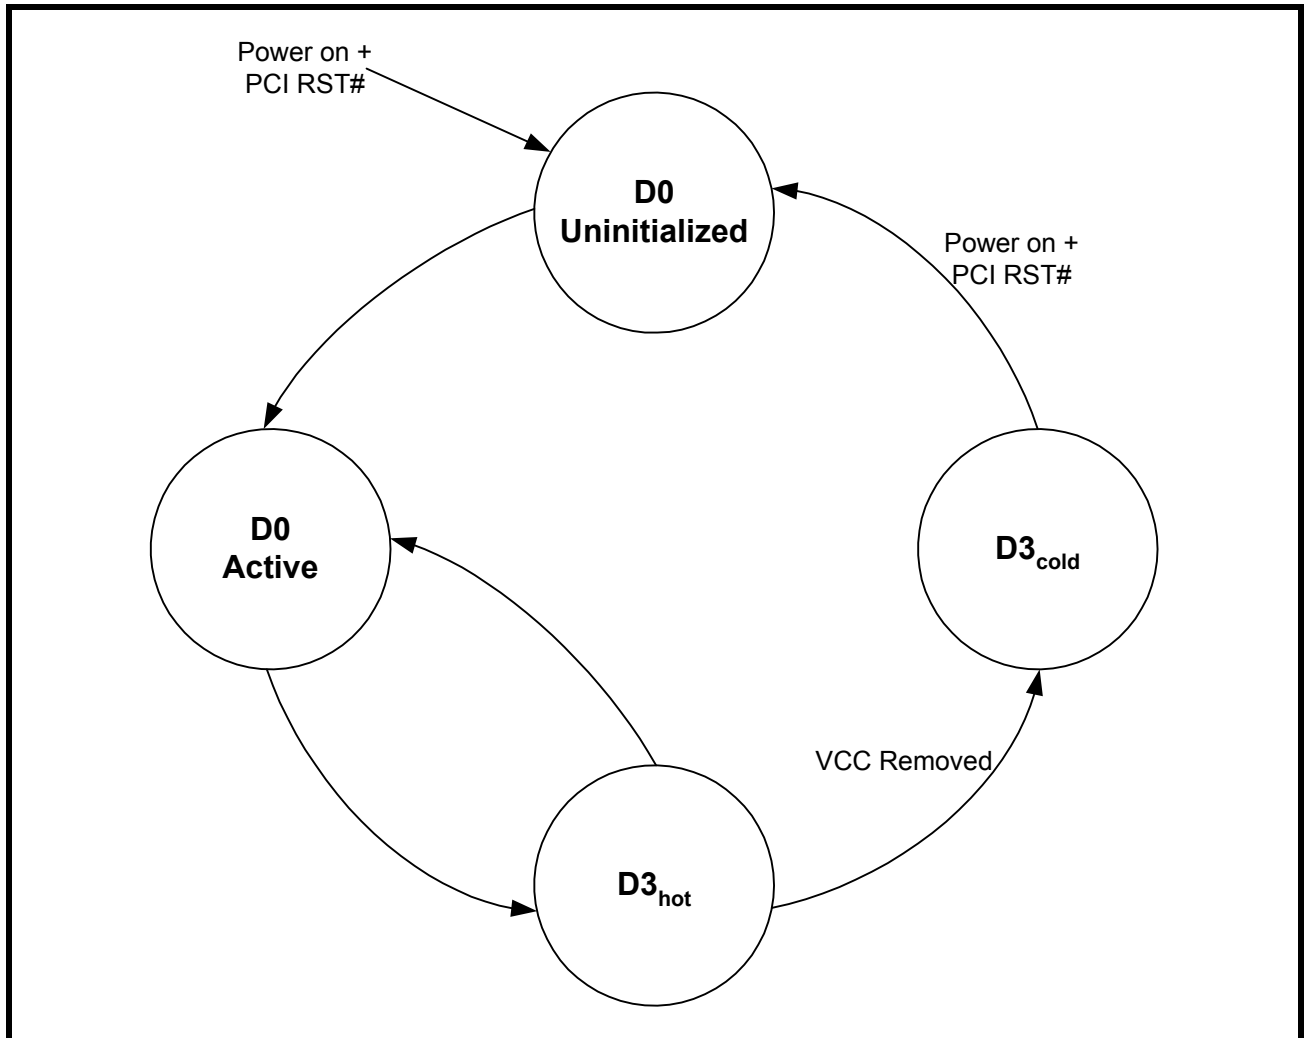 Power on +
PCI RST#
D0
Uninitialized
Power on +
PCI RST#
D0
Active
D3cold
VCC Removed
D3hot